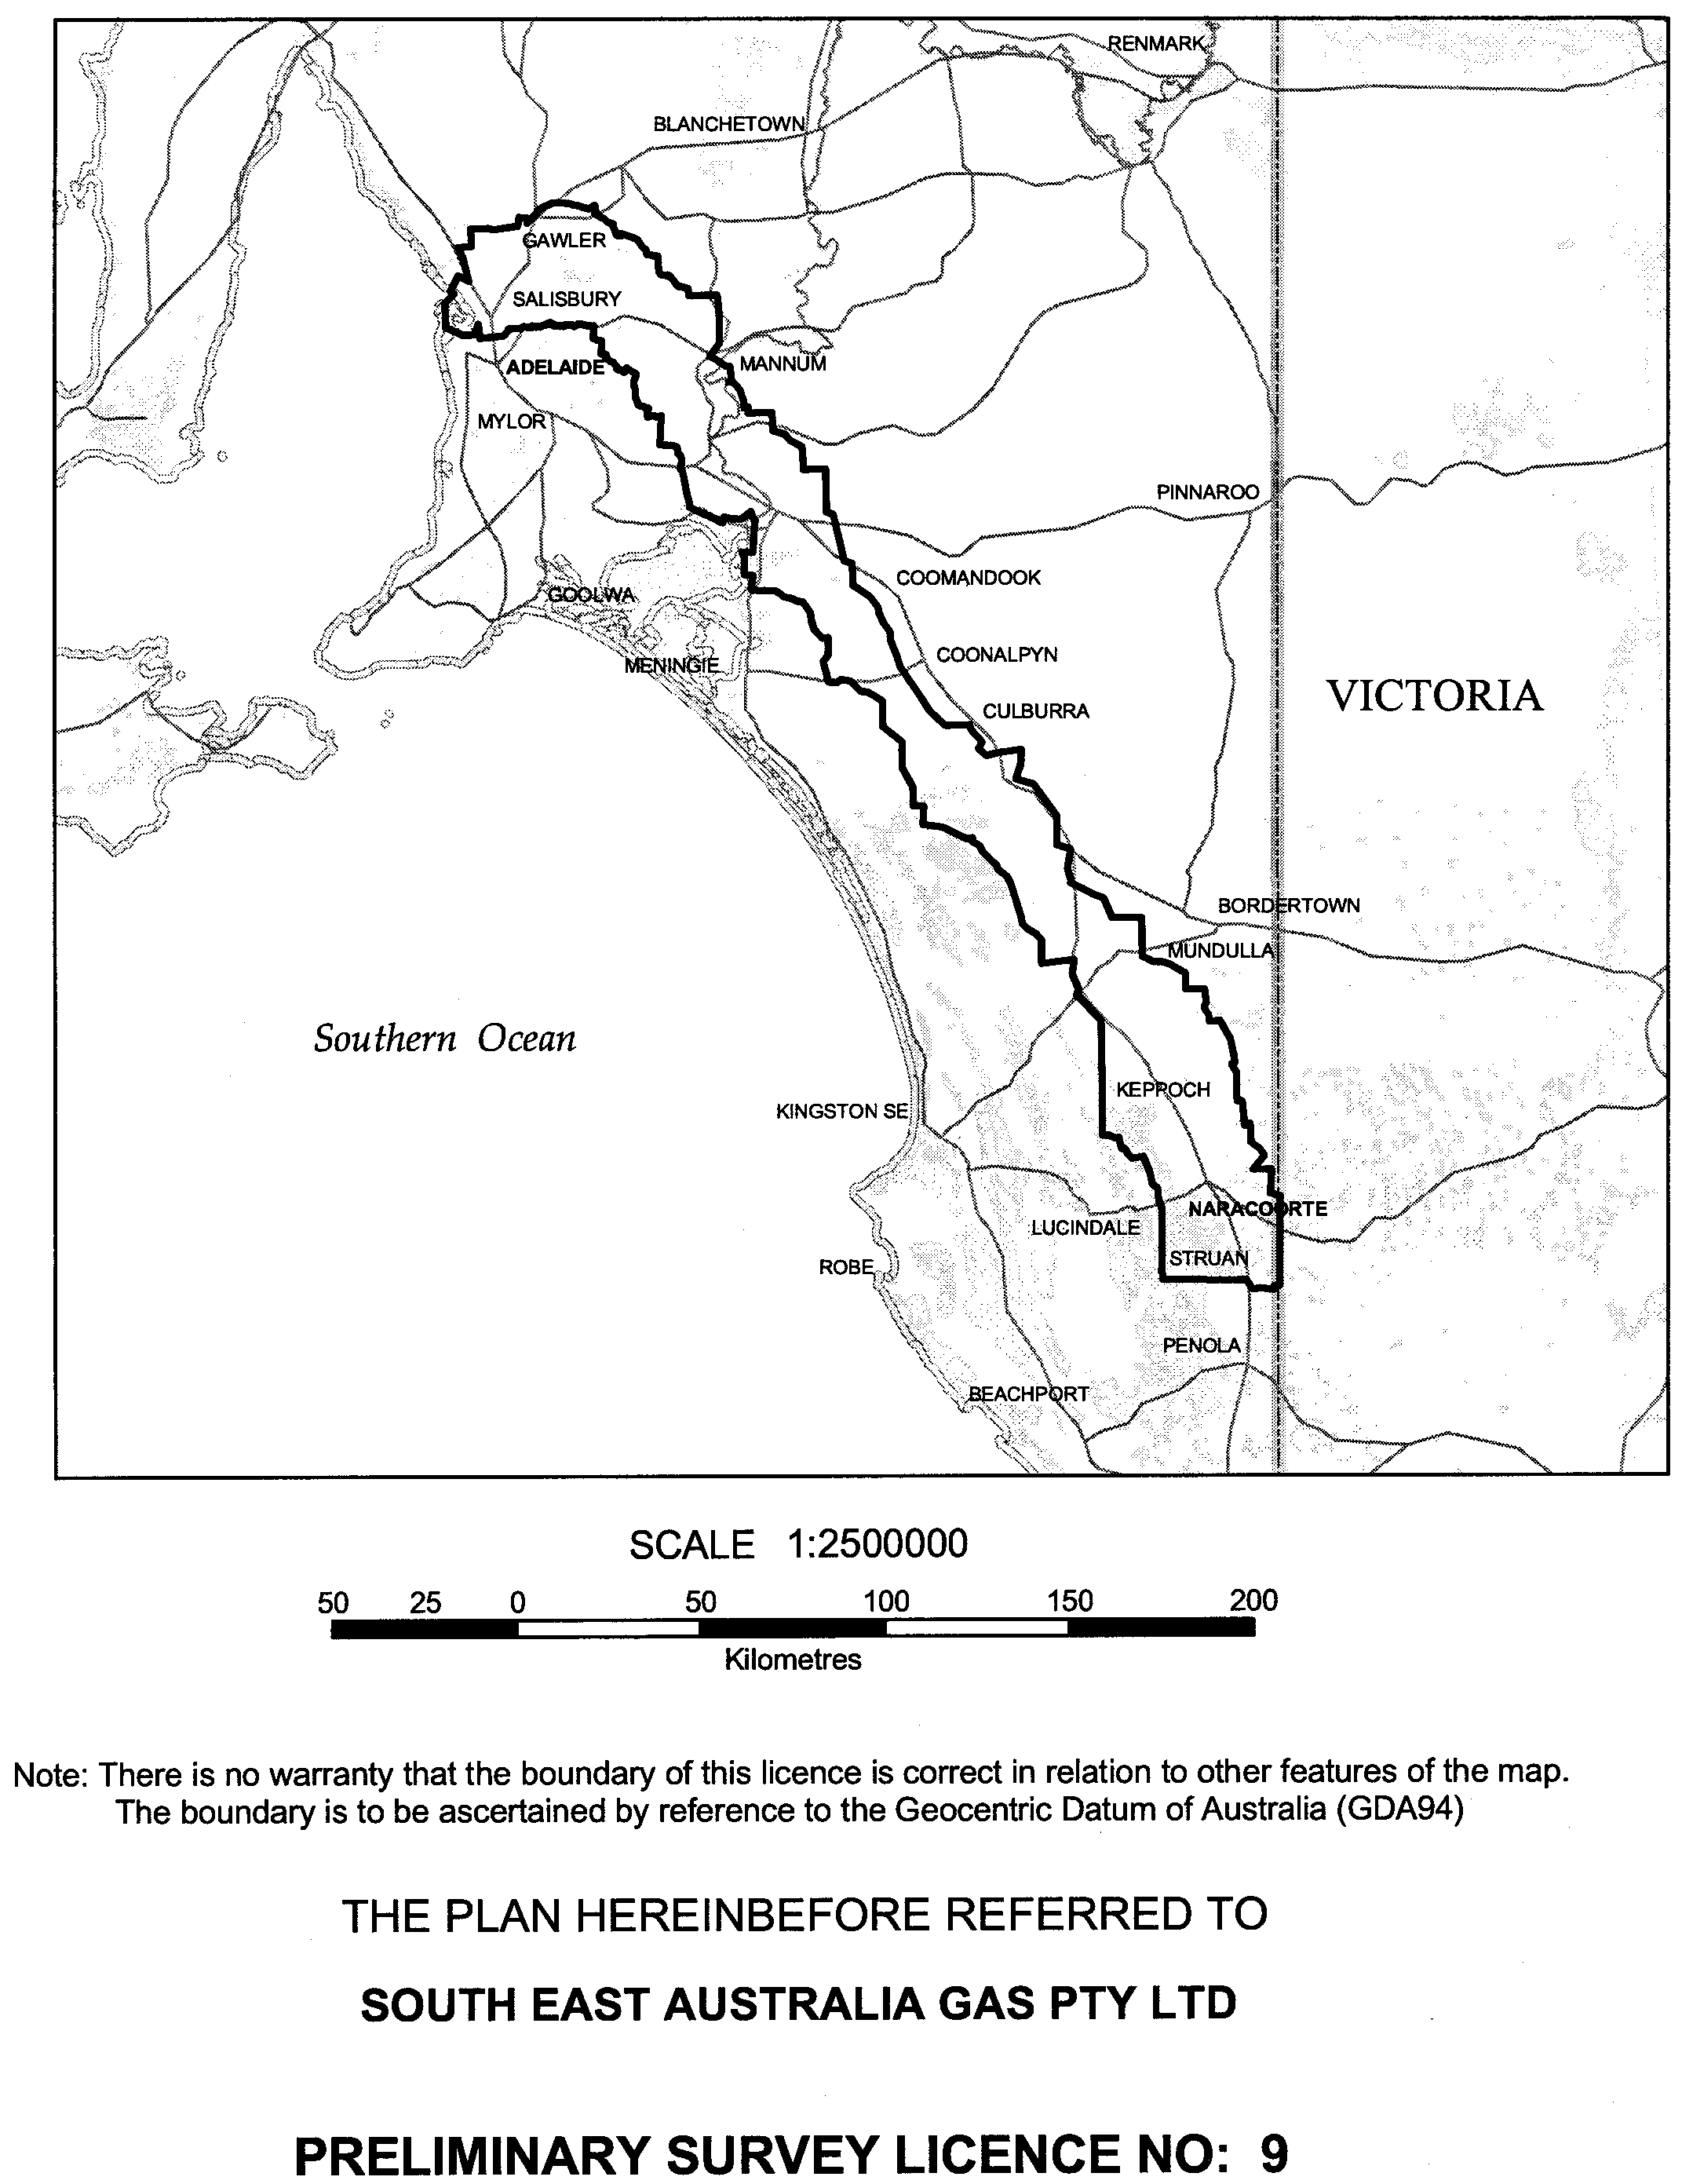 RENMARK
BLANCHETOWN
GAWLER
SALISBURY
ADELAIDE
MANNUM
MYLOR
PINNAROO
COOMANDOOK
GOOLWA
COONALPYN
MENINGIE
VICTORIA
CULBURRA
BORDERTOWN
MUNDULLA
Southern Ocean
KEPPOCH
KINGSTON SE
NARACOORTE
LUCINDALE
STRUAN
ROBE
PENOLA
BEACHPORT
SCALE 1:2500000
50 25 0 50 100 150 200
Kilometres
Note: There is no warranty that the boundary of this licence is correct in relation to other features of the map.
The boundary is to be ascertained by reference to the Geocentric Datum of Australia (GDA94)
THE PLAN HEREINBEFORE REFERRED TO
SOUTH EAST AUSTRALIA GAS PTY LTD
PRELIMINARY SURVEY LICENCE NO: 9